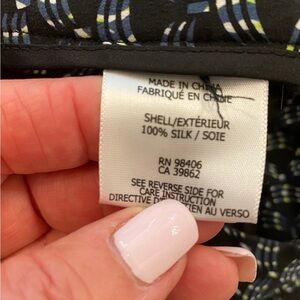 MADE IN CHINA
FABRIQUÉ EN CHINE
SHELL/EXTÉRIEUR
100% SILK / SOIE
RN 98406
CA 39862
SEE REVERSE SIDE FOR
CARE INSTRUCTION
DIRECTIVE AU VERSO